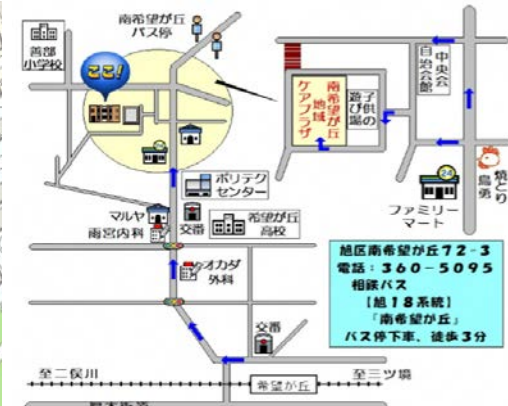 南希望が丘
バス停
善部
小学校
ここ!
中央会
自治会館
南希望が丘
地域
ケアプラザ
子供の
遊び場
24
焼とり
鳥勇
ファミリー
マート
ポリテク
センター
マルヤ
雨宮内科
交番
希望が丘
高校
オカダ
外科
旭区南希望が丘72-3
電話:360-5095
相鉄バス
【旭18系統】
「南希望が丘」
バス停下車、徒歩3分
交番
至二俣川
希望が丘
至三ツ境